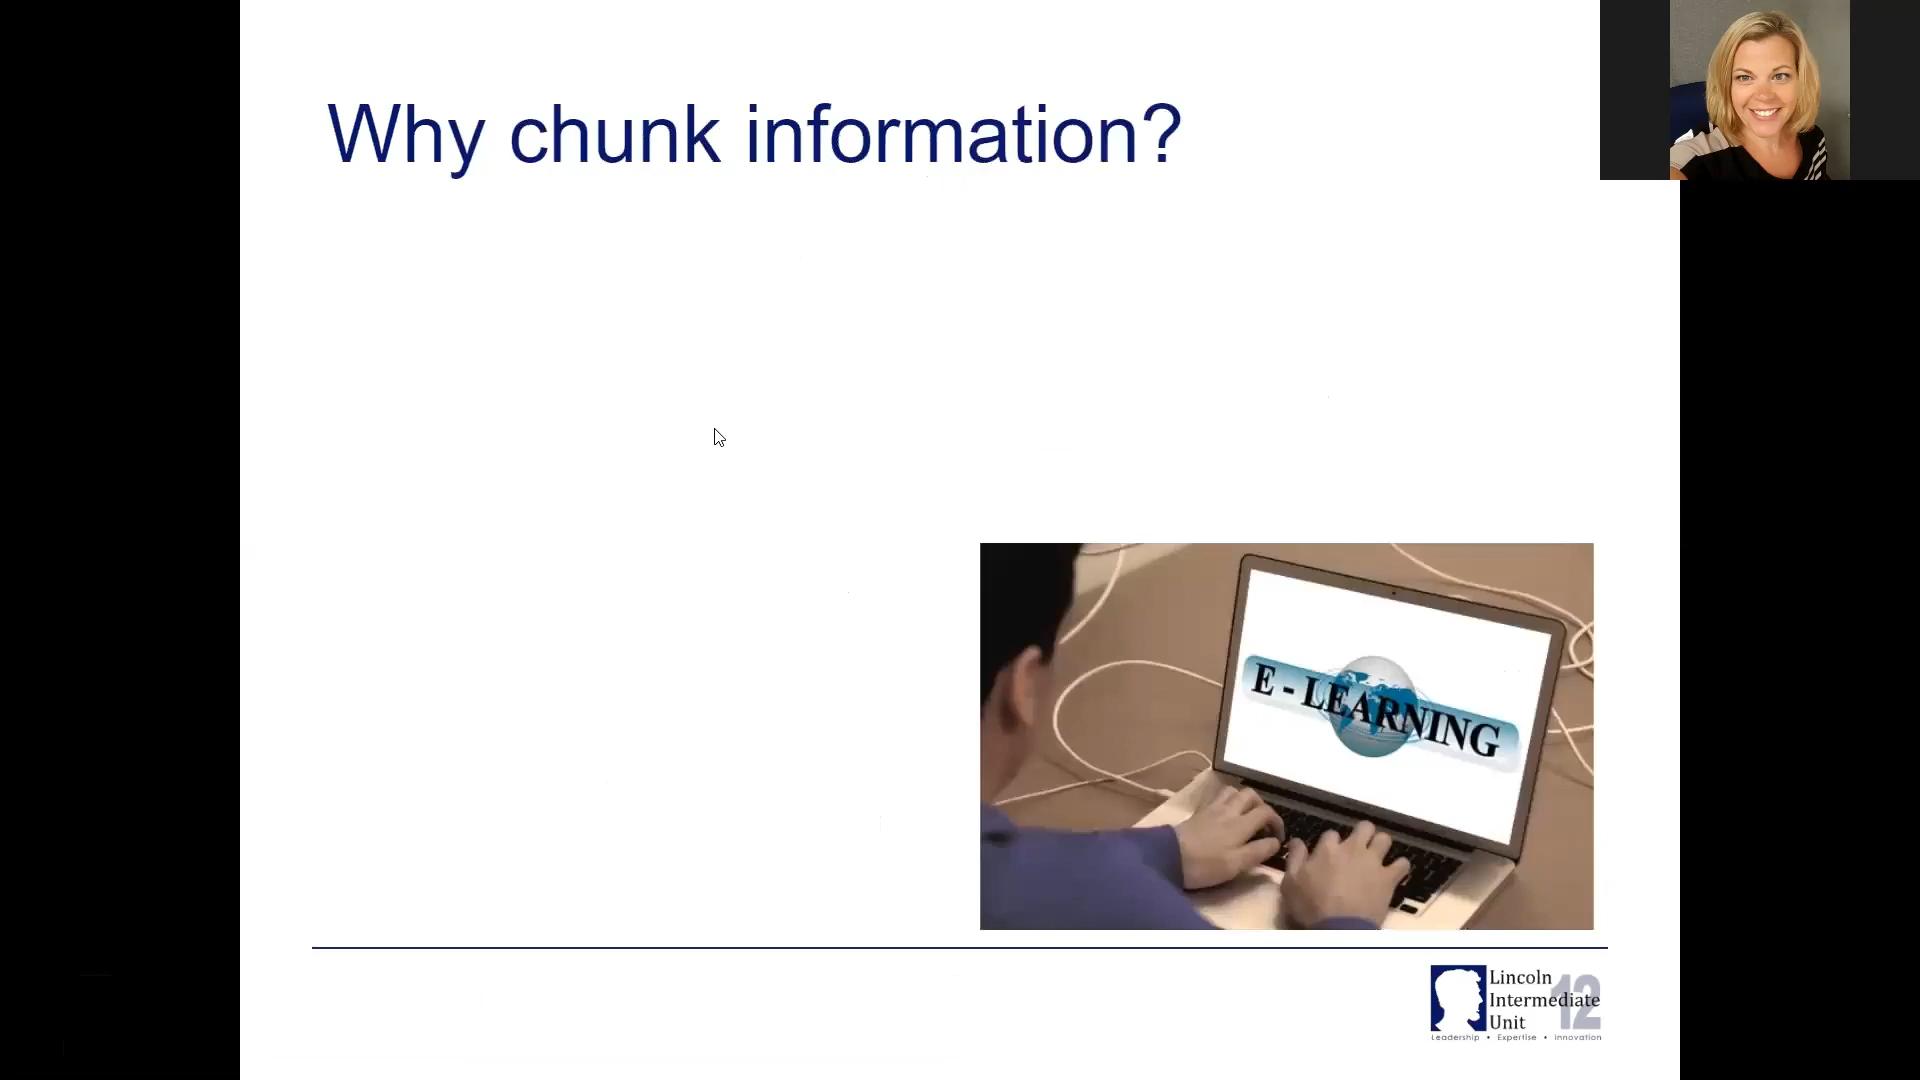 Why chunk information?
E - LEARNING
Lincoln
Intermediate
Unit
12
Leadership • Expertise • Innovation